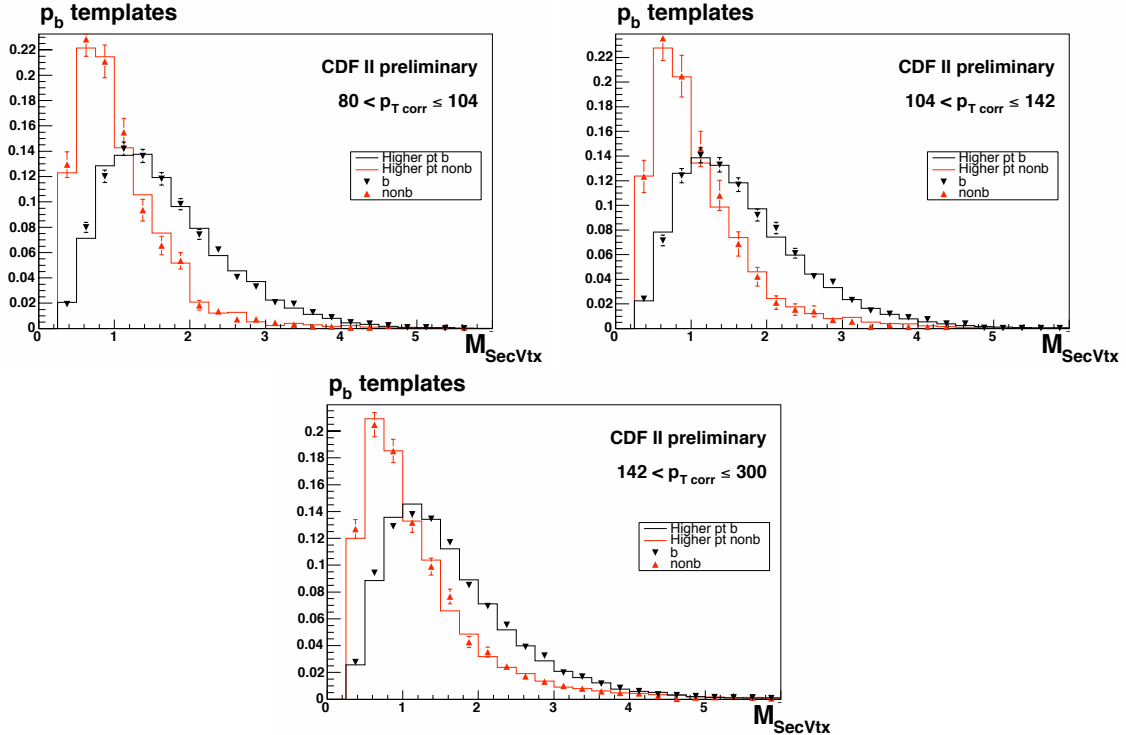 p_b templates
0.22
0.2
0.18
0.16
0.14
0.12
0.1
0.08
0.06
0.04
0.02
0
CDF II preliminary
80 < p_T corr ≤ 104
Higher pt b
Higher pt nonb
b
nonb
0 1 2 3 4 5
M_SecVtx
p_b templates
0.22
0.2
0.18
0.16
0.14
0.12
0.1
0.08
0.06
0.04
0.02
0
CDF II preliminary
104 < p_T corr ≤ 142
Higher pt b
Higher pt nonb
b
nonb
0 1 2 3 4 5
M_SecVtx
p_b templates
0.2
0.18
0.16
0.14
0.12
0.1
0.08
0.06
0.04
0.02
0
CDF II preliminary
142 < p_T corr ≤ 300
Higher pt b
Higher pt nonb
b
nonb
0 1 2 3 4 5
M_SecVtx